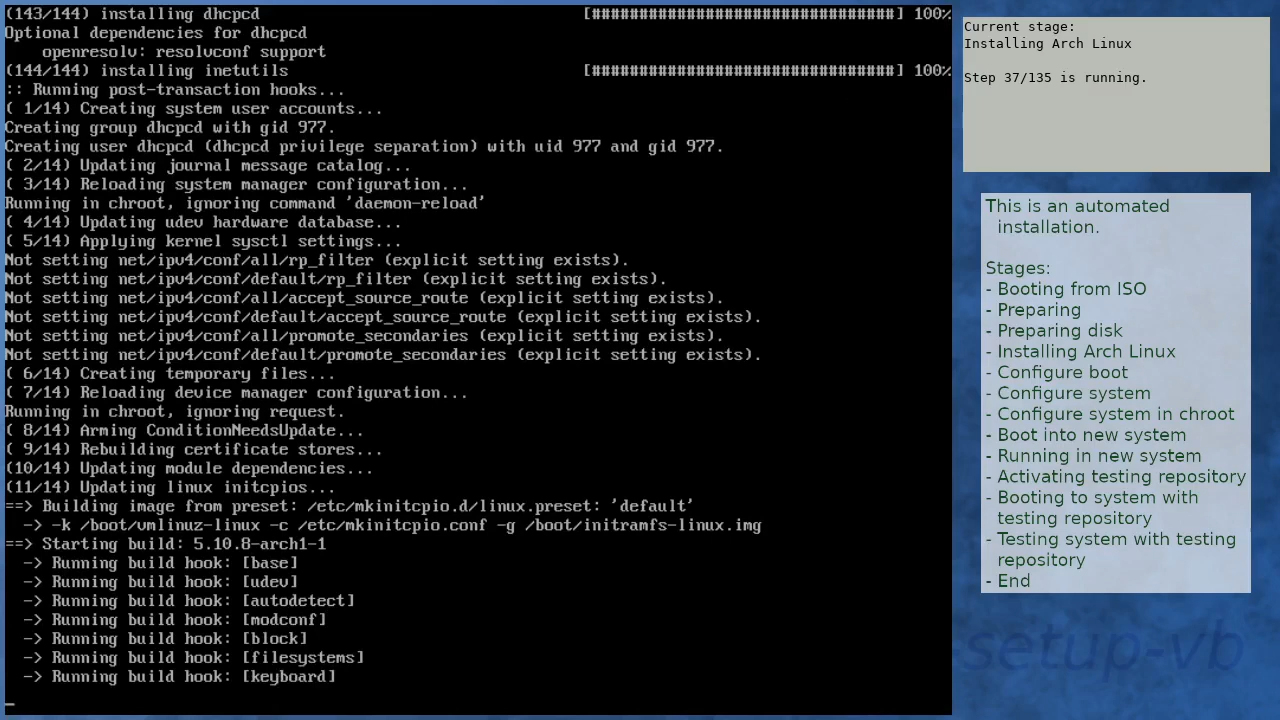 (143/144) installing dhcpcd [################################] 100%
Optional dependencies for dhcpcd
openresolv: resolvconf support
(144/144) installing inetutils [################################] 100%
:: Running post-transaction hooks...
( 1/14) Creating system user accounts...
Creating group dhcpcd with gid 977.
Creating user dhcpcd (dhcpcd privilege separation) with uid 977 and gid 977.
( 2/14) Updating journal message catalog...
( 3/14) Reloading system manager configuration...
Running in chroot, ignoring command 'daemon-reload'
( 4/14) Updating udev hardware database...
( 5/14) Applying kernel sysctl settings...
Not setting net/ipv4/conf/all/rp_filter (explicit setting exists).
Not setting net/ipv4/conf/default/rp_filter (explicit setting exists).
Not setting net/ipv4/conf/all/accept_source_route (explicit setting exists).
Not setting net/ipv4/conf/default/accept_source_route (explicit setting exists).
Not setting net/ipv4/conf/all/promote_secondaries (explicit setting exists).
Not setting net/ipv4/conf/default/promote_secondaries (explicit setting exists).
( 6/14) Creating temporary files...
( 7/14) Reloading device manager configuration...
Running in chroot, ignoring request.
( 8/14) Arming ConditionNeedsUpdate...
( 9/14) Rebuilding certificate stores...
(10/14) Updating module dependencies...
(11/14) Updating linux initcpios...
==> Building image from preset: /etc/mkinitcpio.d/linux.preset: 'default'
-> -k /boot/vmlinuz-linux -c /etc/mkinitcpio.conf -g /boot/initramfs-linux.img
==> Starting build: 5.10.8-arch1-1
-> Running build hook: [base]
-> Running build hook: [udev]
-> Running build hook: [autodetect]
-> Running build hook: [modconf]
-> Running build hook: [block]
-> Running build hook: [filesystems]
-> Running build hook: [keyboard]
_
Current stage:
Installing Arch Linux
Step 37/135 is running.
This is an automated
installation.
Stages:
- Booting from ISO
- Preparing
- Preparing disk
- Installing Arch Linux
- Configure boot
- Configure system
- Configure system in chroot
- Boot into new system
- Running in new system
- Activating testing repository
- Booting to system with
testing repository
- Testing system with testing
repository
- End
-setup-vb